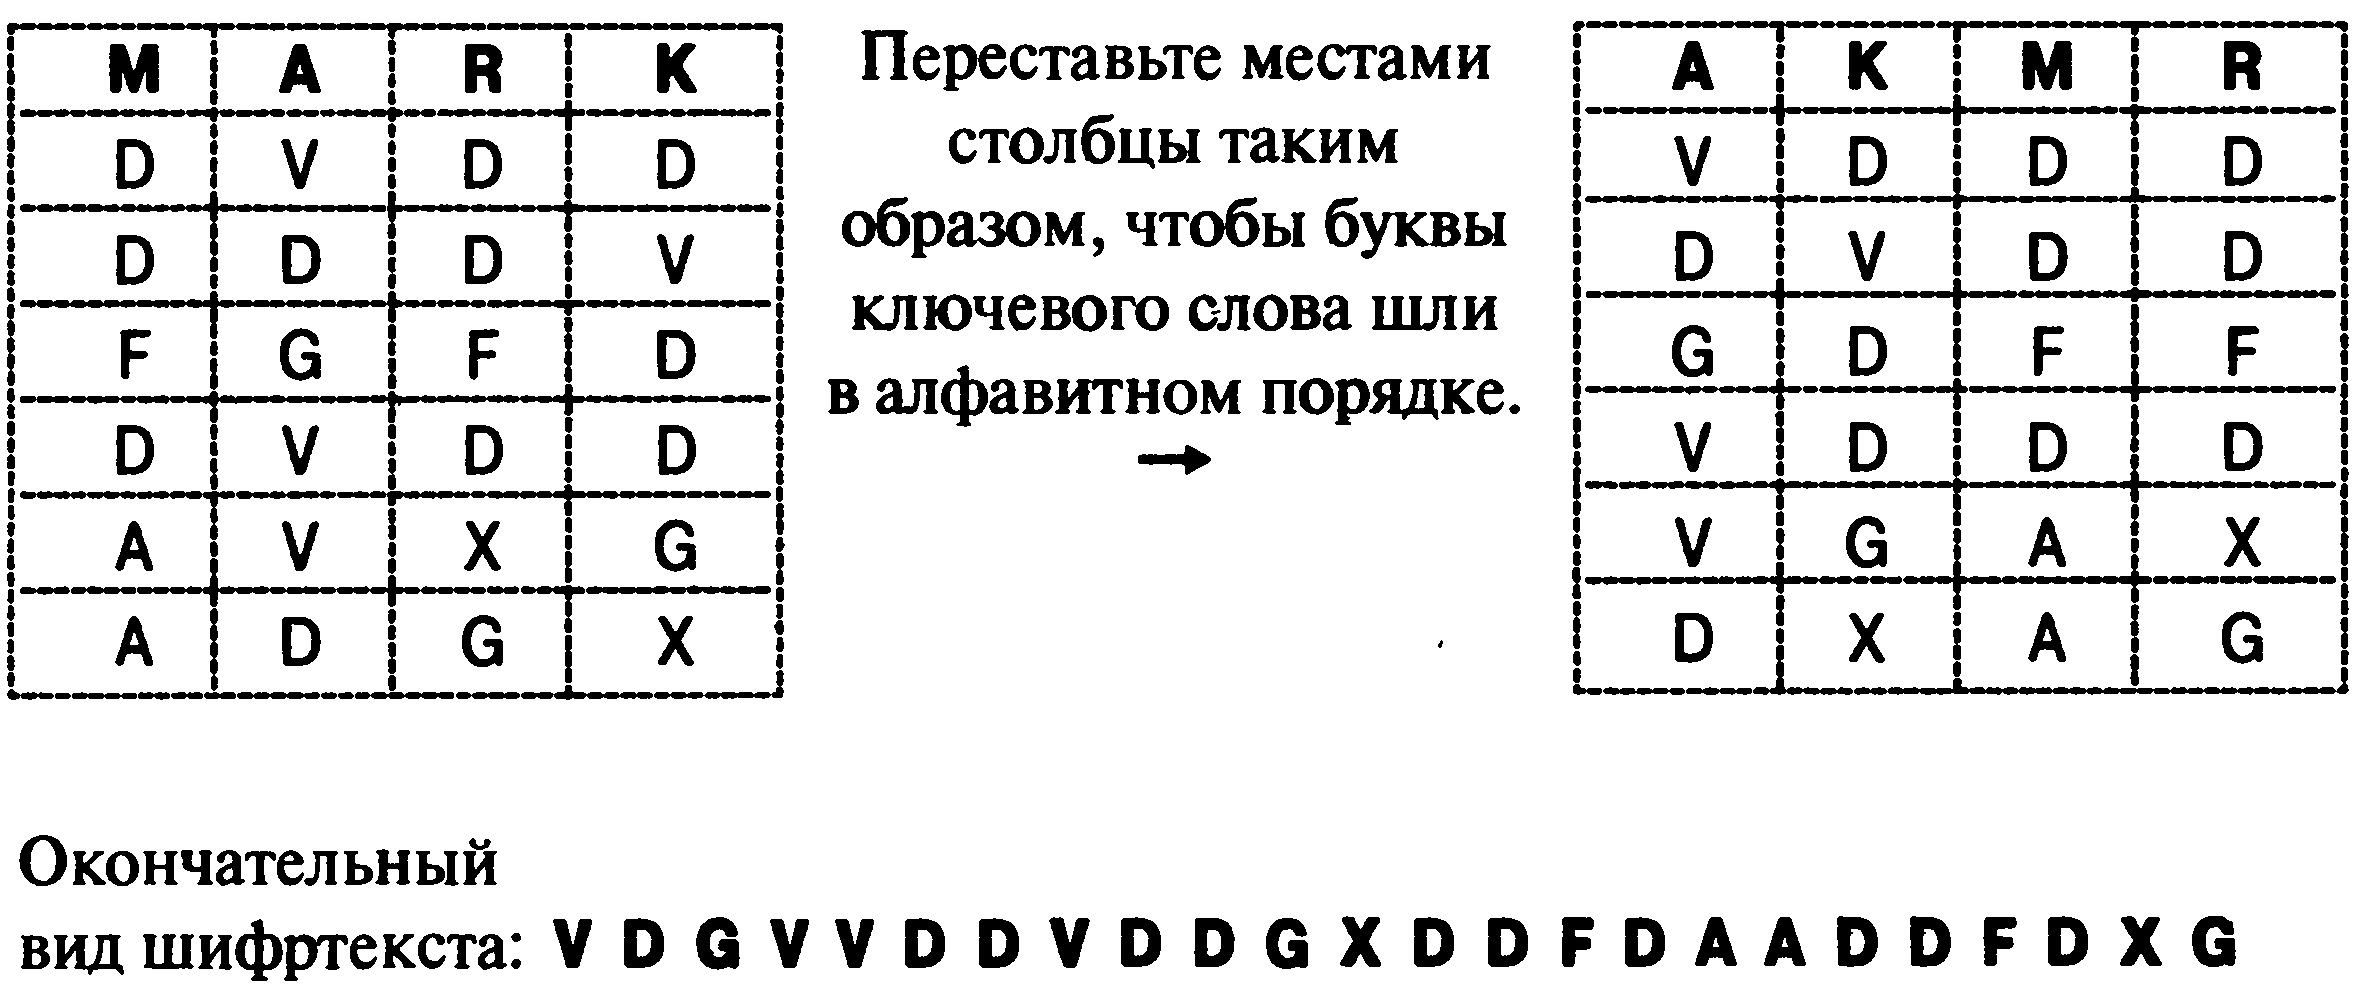 M A R K
D V D D
D D D V
F G F D
D V D D
A V X G
A D G X
Переставьте местами
столбцы таким
образом, чтобы буквы
ключевого слова шли
в алфавитном порядке.
→
A K M R
V D D D
D V D D
G D F F
V D D D
V G A X
D X A G
Окончательный
вид шифртекста: V D G V V D D V D D G X D D F D A A D D F D X G